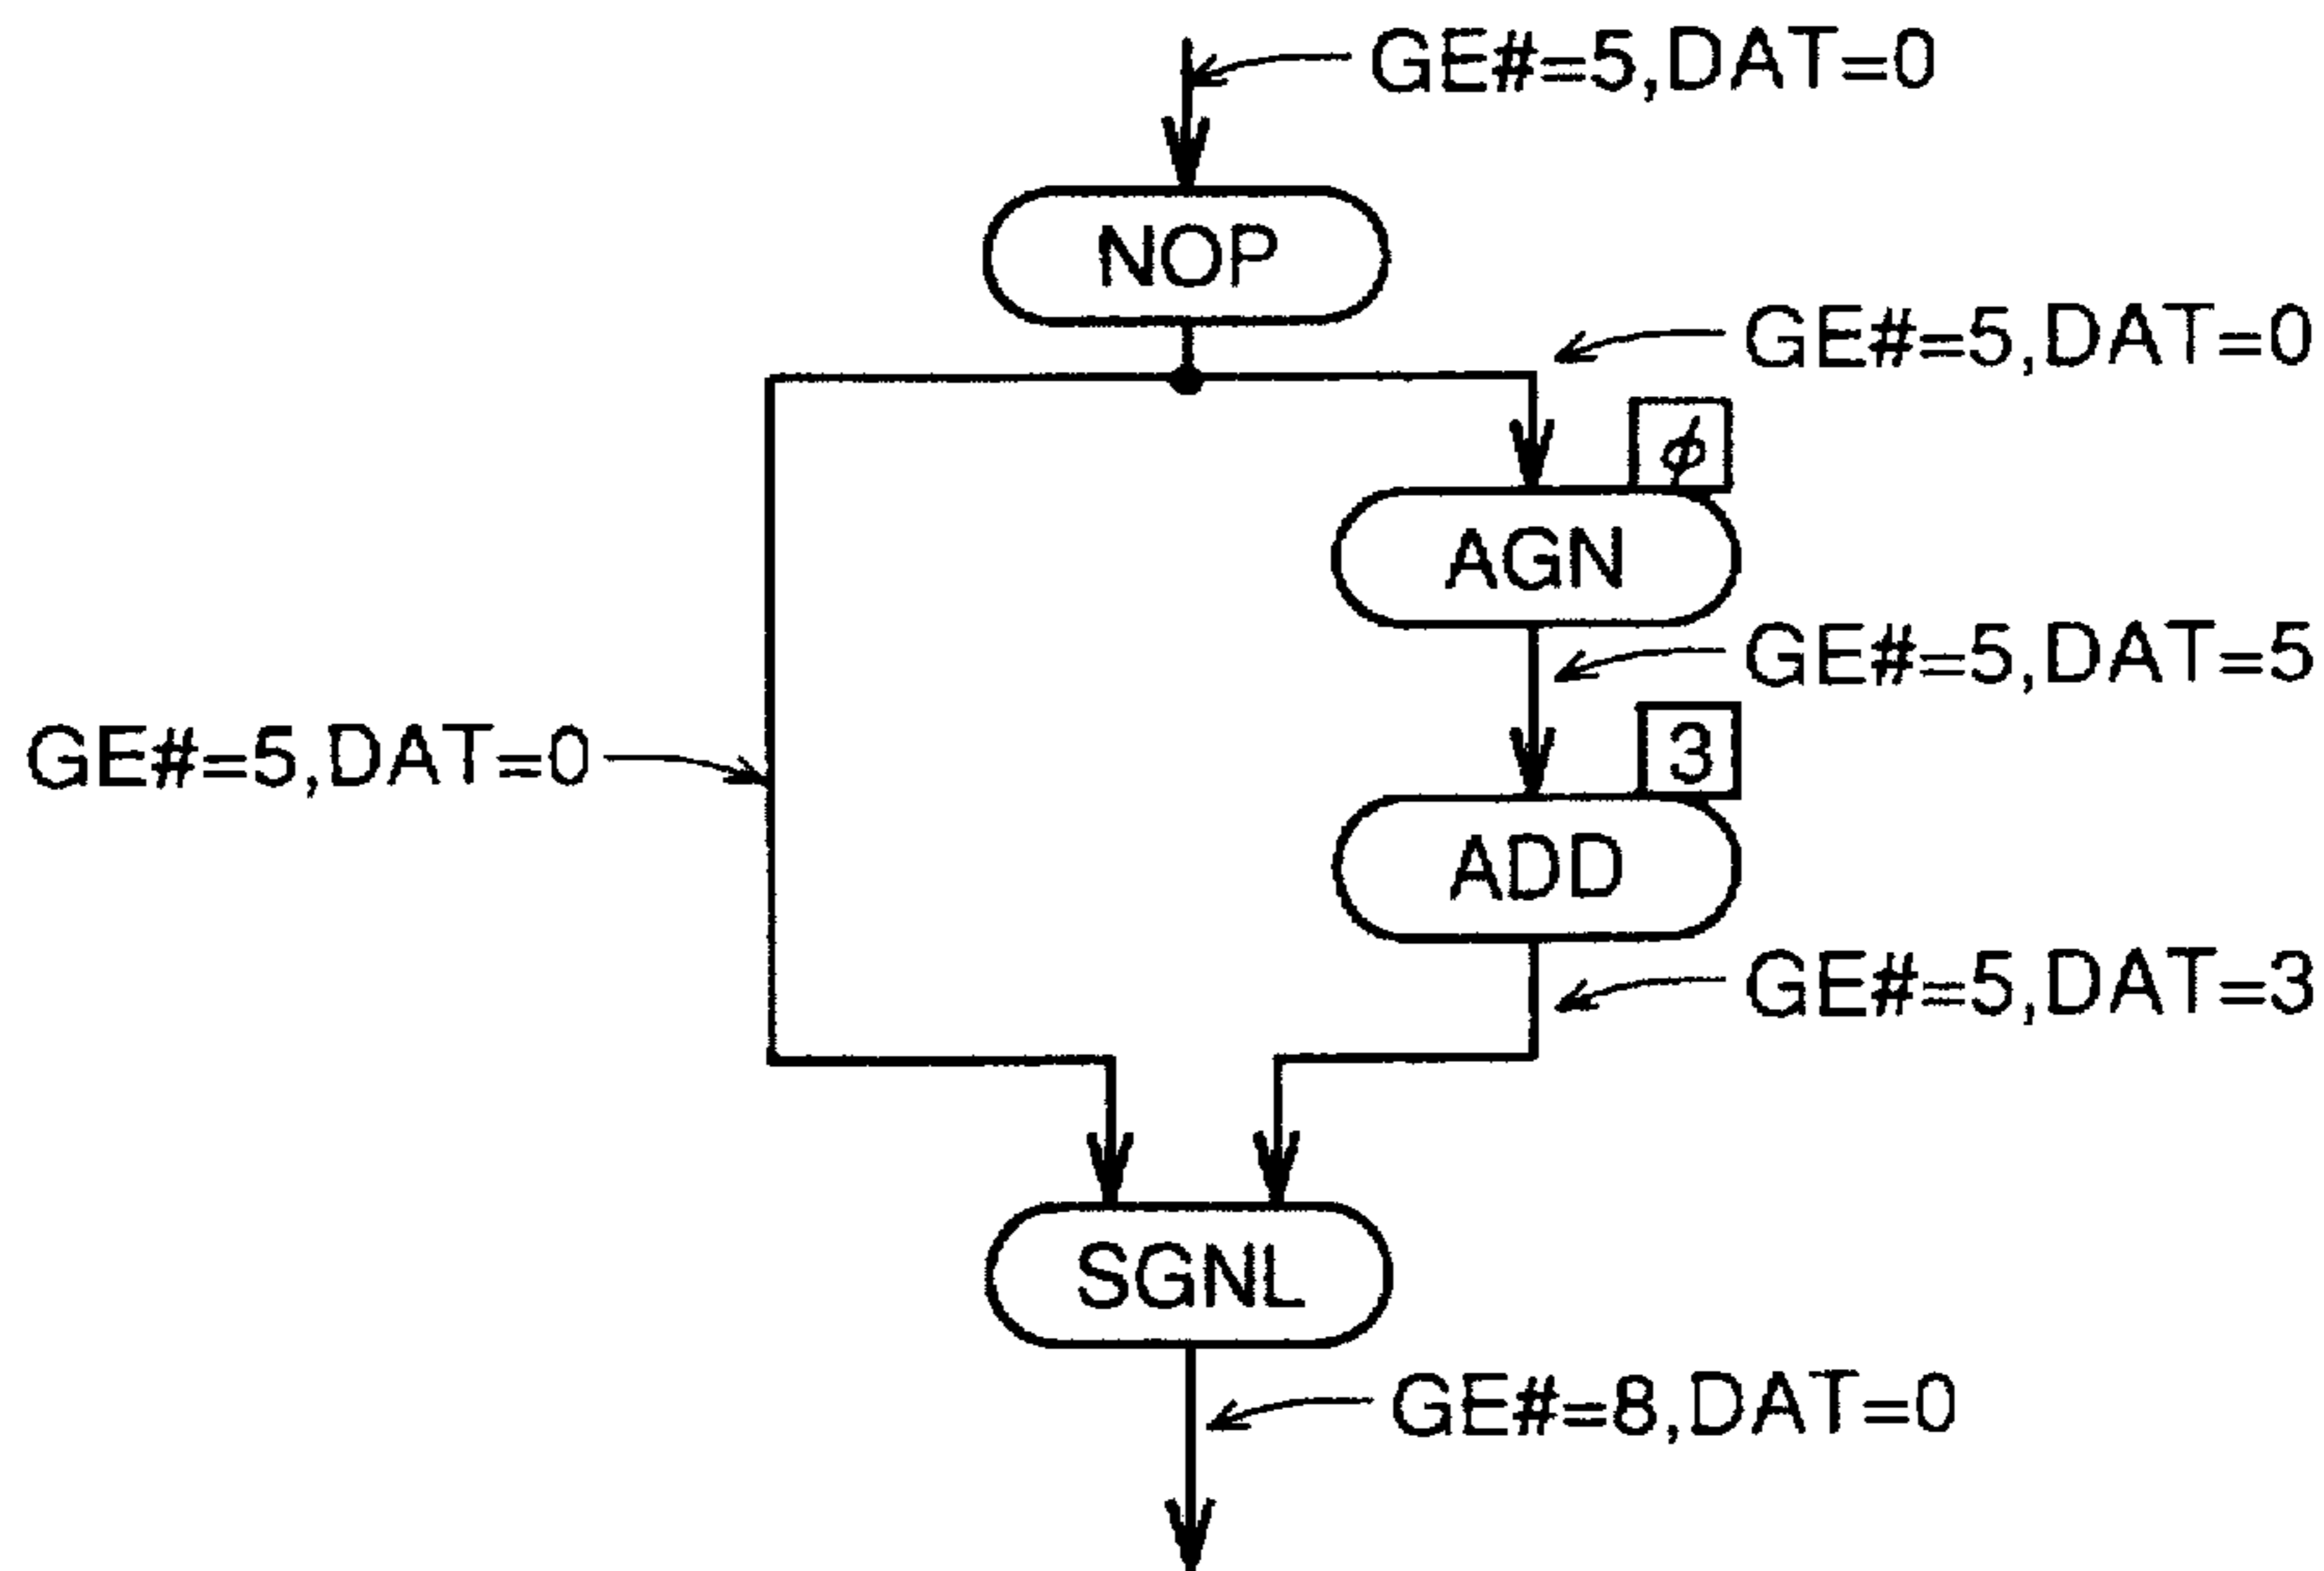 GE#=5,DAT=0
NOP
GE#=5,DAT=0
ϕ
AGN
GE#=5,DAT=5
3
GE#=5,DAT=0
ADD
GE#=5,DAT=3
SGNL
GE#=8,DAT=0